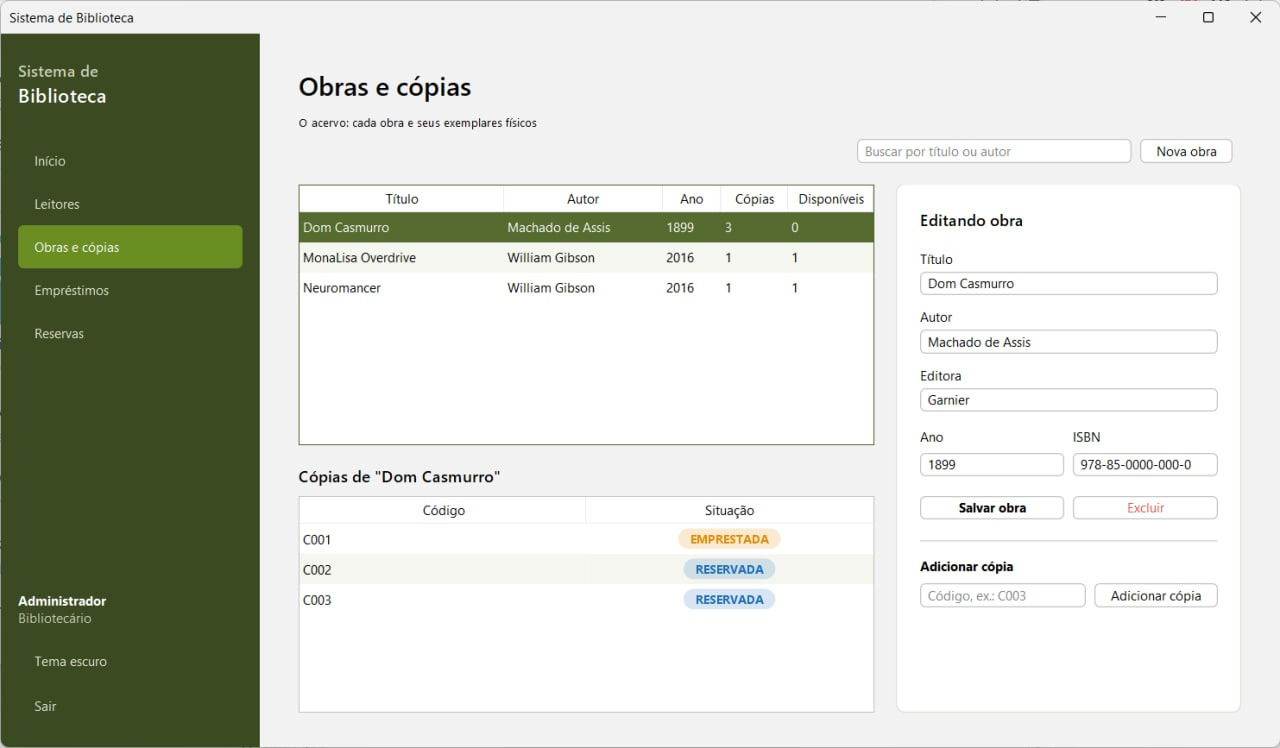 Sistema de Biblioteca
Sistema de
Biblioteca
Início
Leitores
Obras e cópias
Empréstimos
Reservas
Administrador
Bibliotecário
Tema escuro
Sair
Obras e cópias
O acervo: cada obra e seus exemplares físicos
Buscar por título ou autor
Nova obra
Título Autor Ano Cópias Disponíveis
Dom Casmurro Machado de Assis 1899 3 0
MonaLisa Overdrive William Gibson 2016 1 1
Neuromancer William Gibson 2016 1 1
Cópias de "Dom Casmurro"
Código Situação
C001 EMPRESTADA
C002 RESERVADA
C003 RESERVADA
Editando obra
Título
Dom Casmurro
Autor
Machado de Assis
Editora
Garnier
Ano ISBN
1899 978-85-0000-000-0
Salvar obra Excluir
Adicionar cópia
Código, ex.: C003 Adicionar cópia